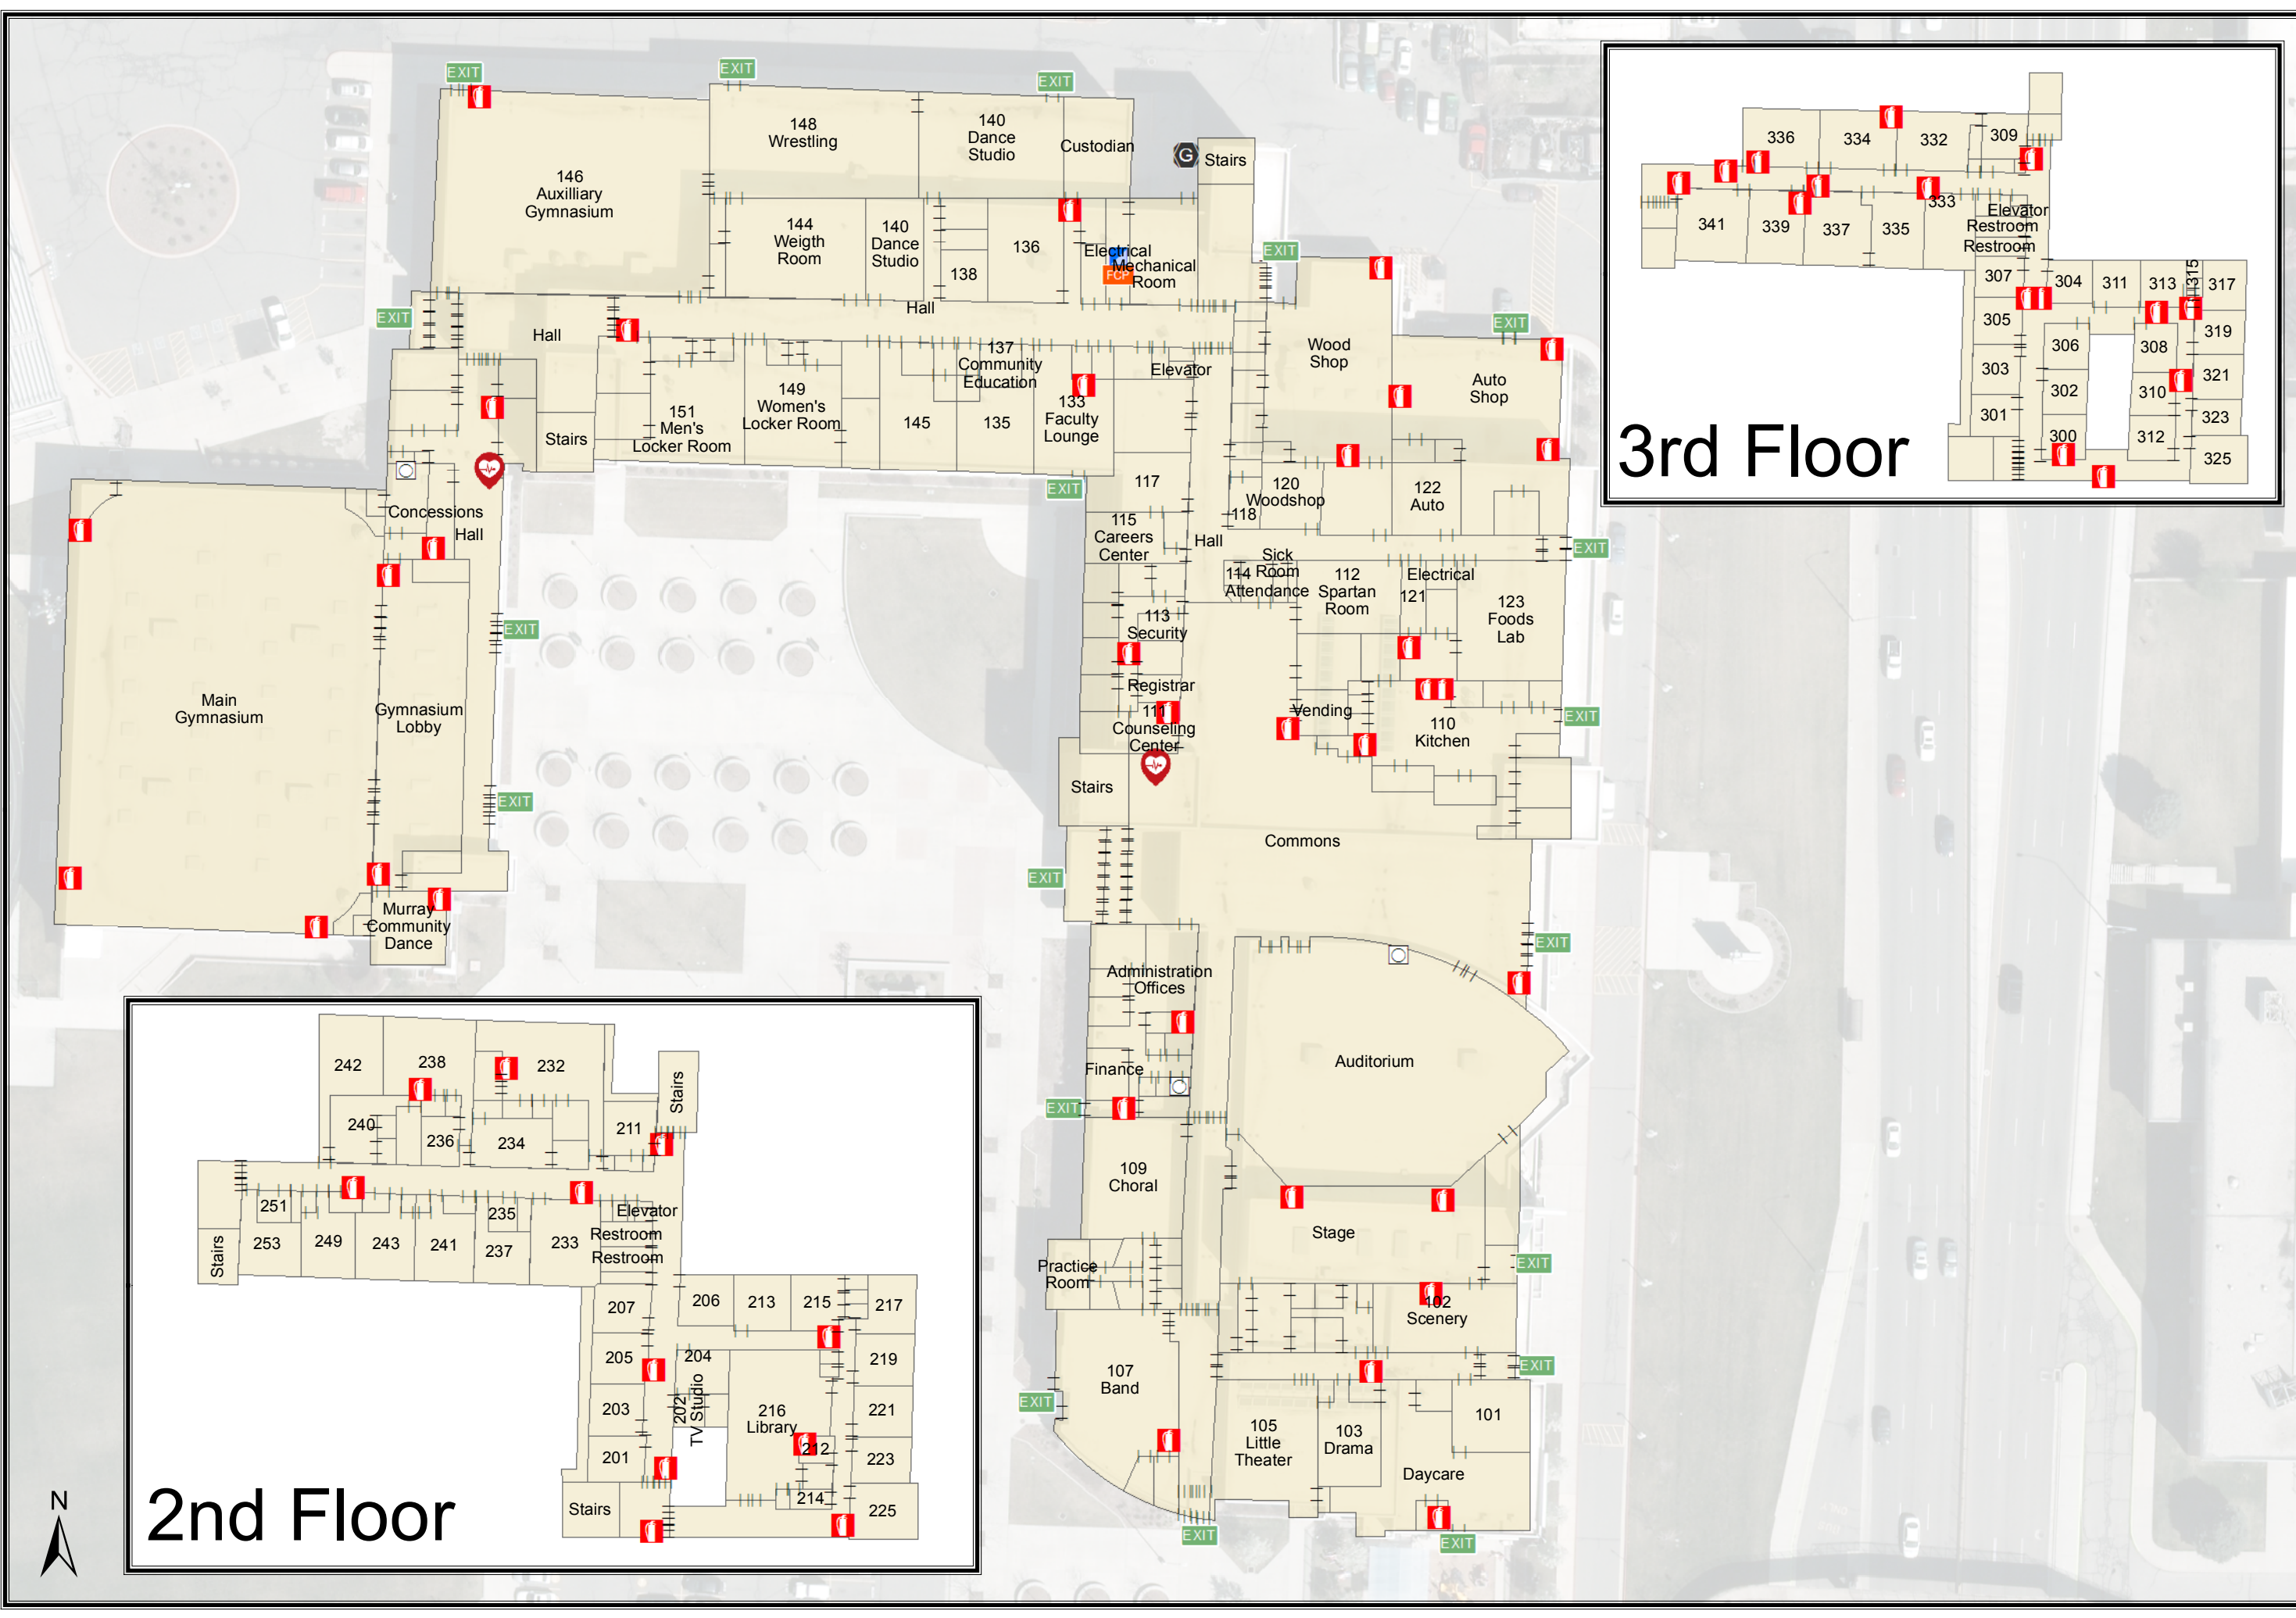 EXIT
EXIT
EXIT
148
Wrestling
140
Dance
Studio
Custodian
G
Stairs
146
Auxilliary
Gymnasium
144
Weigth
Room
140
Dance
Studio
138
136
Electrical
FCP
Mechanical
Room
EXIT
EXIT
Hall
Hall
EXIT
Wood
Shop
Auto
Shop
137
Community
Education
Elevator
151
Men's
Locker Room
149
Women's
Locker Room
145
135
133
Faculty
Lounge
Stairs
EXIT
117
120
Woodshop
118
122
Auto
115
Careers
Center
Hall
Concessions
Hall
EXIT
Sick
Room
114
Attendance
112
Spartan
Room
Electrical
121
123
Foods
Lab
113
Security
EXIT
Registrar
111
Counseling
Center
Vending
110
Kitchen
EXIT
Main
Gymnasium
Gymnasium
Lobby
EXIT
Stairs
Commons
EXIT
Murray
Community
Dance
EXIT
Administration
Offices
Finance
EXIT
Auditorium
109
Choral
Stage
Practice
Room
EXIT
102
Scenery
EXIT
107
Band
EXIT
105
Little
Theater
103
Drama
101
Daycare
EXIT
EXIT
336
334
332
309
341
339
337
335
333
Elevator
Restroom
Restroom
307
304
311
313
315
317
305
306
308
319
303
302
310
321
301
300
312
323
325
3rd Floor
242
238
232
Stairs
240
236
234
211
251
235
Elevator
Restroom
Restroom
Stairs
253
249
243
241
237
233
207
206
213
215
217
205
204
219
203
202
TV Studio
216
Library
221
201
212
223
Stairs
214
225
2nd Floor
N